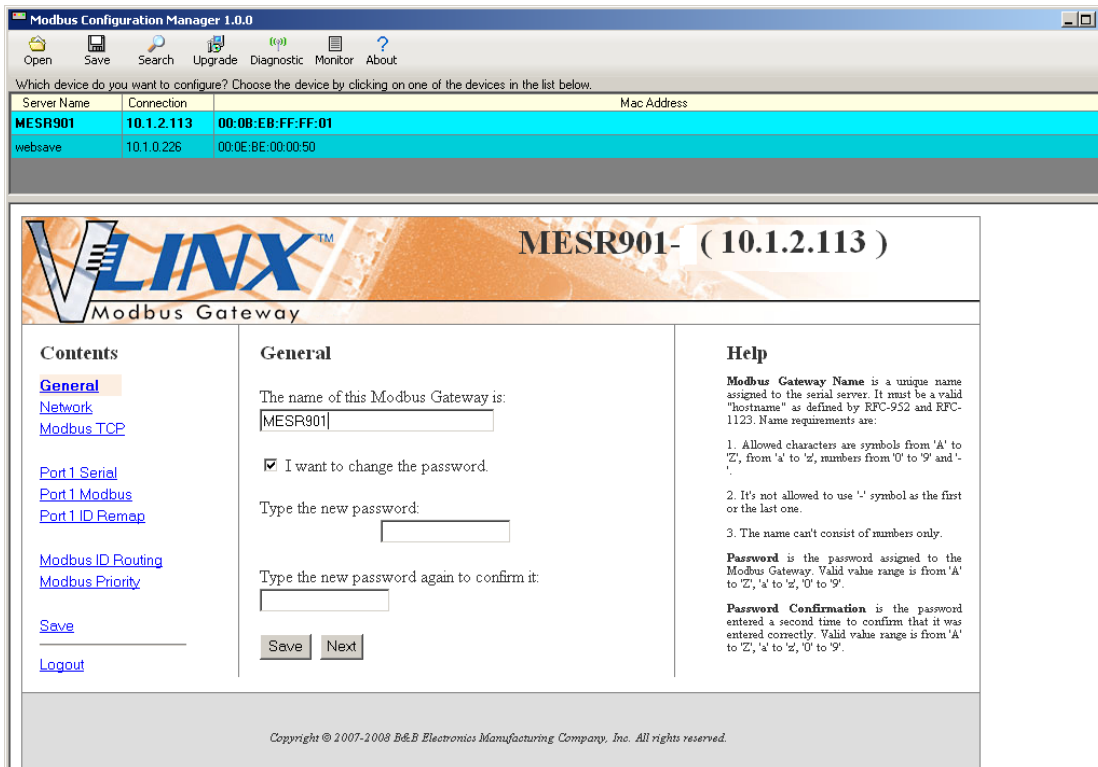 Modbus Configuration Manager 1.0.0
Open Save Search Upgrade Diagnostic Monitor About
Which device do you want to configure? Choose the device by clicking on one of the devices in the list below.
Server Name Connection Mac Address
MESR901 10.1.2.113 00:0B:EB:FF:FF:01
websave 10.1.0.226 00:0E:BE:00:00:50
VLINX™
Modbus Gateway
MESR901- ( 10.1.2.113 )
Contents
General
Network
Modbus TCP
Port 1 Serial
Port 1 Modbus
Port 1 ID Remap
Modbus ID Routing
Modbus Priority
Save
Logout
General
The name of this Modbus Gateway is:
MESR901
I want to change the password.
Type the new password:
Type the new password again to confirm it:
Save Next
Help
Modbus Gateway Name is a unique name
assigned to the serial server. It must be a valid
"hostname" as defined by RFC-952 and RFC-
1123. Name requirements are:
1. Allowed characters are symbols from 'A' to
'Z', from 'a' to 'z', numbers from '0' to '9' and '-
'.
2. It's not allowed to use '-' symbol as the first
or the last one.
3. The name can't consist of numbers only.
Password is the password assigned to the
Modbus Gateway. Valid value range is from 'A'
to 'Z', 'a' to 'z', '0' to '9'.
Password Confirmation is the password
entered a second time to confirm that it was
entered correctly. Valid value range is from 'A'
to 'Z', 'a' to 'z', '0' to '9'.
Copyright © 2007-2008 B&B Electronics Manufacturing Company, Inc. All rights reserved.